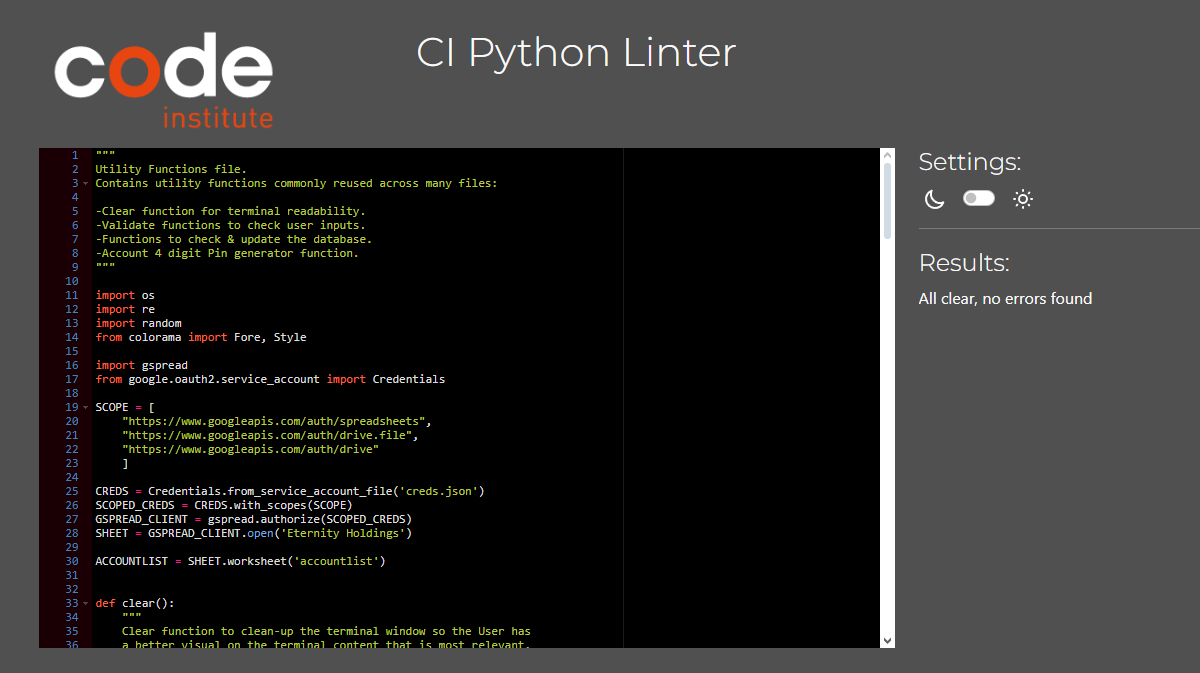 code
institute
CI Python Linter
1 """
2 Utility Functions file.
3 Contains utility functions commonly reused across many files:
4
5 -Clear function for terminal readability.
6 -Validate functions to check user inputs.
7 -Functions to check & update the database.
8 -Account 4 digit Pin generator function.
9 """
10
11 import os
12 import re
13 import random
14 from colorama import Fore, Style
15
16 import gspread
17 from google.oauth2.service_account import Credentials
18
19 SCOPE = [
20     "https://www.googleapis.com/auth/spreadsheets",
21     "https://www.googleapis.com/auth/drive.file",
22     "https://www.googleapis.com/auth/drive"
23     ]
24
25 CREDS = Credentials.from_service_account_file('creds.json')
26 SCOPED_CREDS = CREDS.with_scopes(SCOPE)
27 GSPREAD_CLIENT = gspread.authorize(SCOPED_CREDS)
28 SHEET = GSPREAD_CLIENT.open('Eternity Holdings')
29
30 ACCOUNTLIST = SHEET.worksheet('accountlist')
31
32
33 def clear():
34     """
35     Clear function to clean-up the terminal window so the User has
36     a better visual on the terminal content that is most relevant.
Settings:
Results:
All clear, no errors found